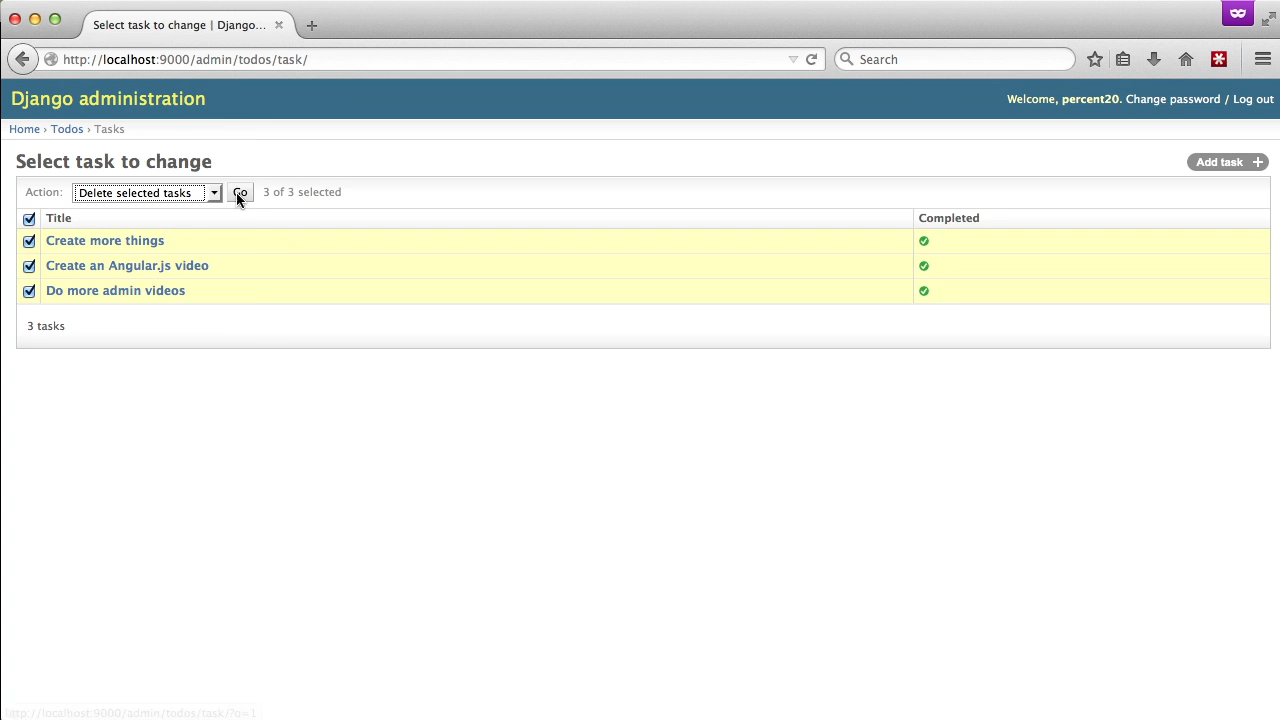 Select task to change | Django...
http://localhost:9000/admin/todos/task/
Search
Django administration
Welcome, percent20. Change password / Log out
Home › Todos › Tasks
Select task to change
Add task +
Action: Delete selected tasks Go 3 of 3 selected
Title Completed
Create more things
Create an Angular.js video
Do more admin videos
3 tasks
http://localhost:9000/admin/todos/task/?o=1